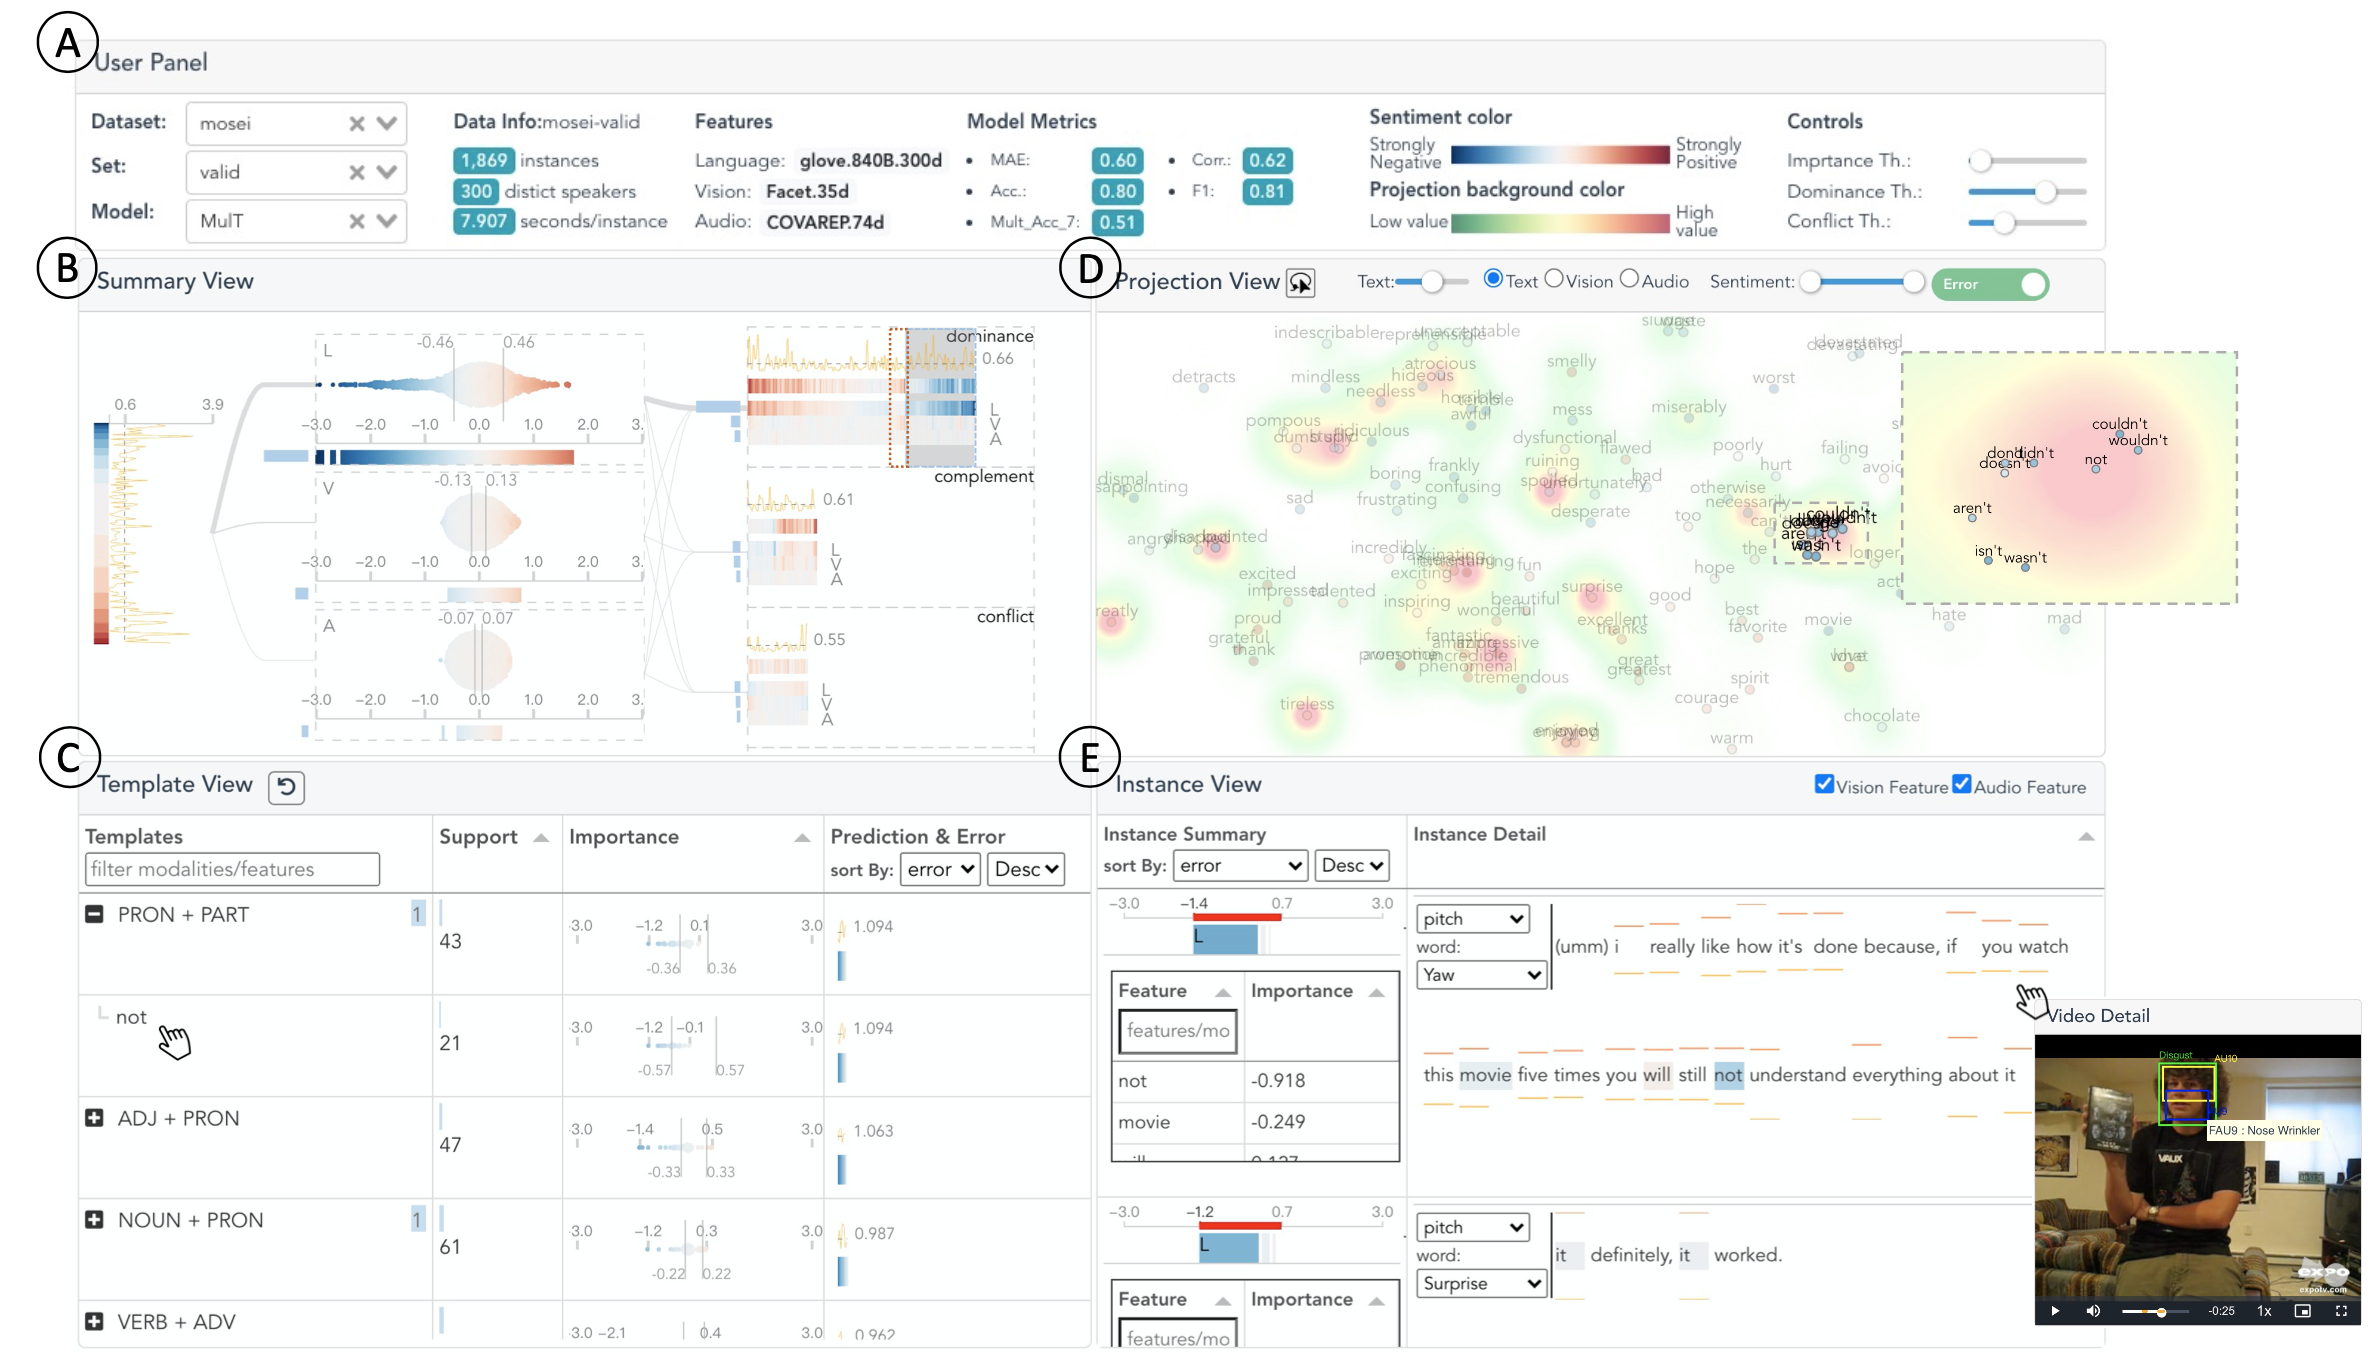 A
User Panel
Dataset: mosei
Set: valid
Model: MulT
Data Info:mosei-valid
1,869 instances
300 distict speakers
7.907 seconds/instance
Features
Language: glove.840B.300d
Vision: Facet.35d
Audio: COVAREP.74d
Model Metrics
• MAE: 0.60 • Corr.: 0.62
• Acc.: 0.80 • F1: 0.81
• Mult_Acc_7: 0.51
Sentiment color
Strongly Negative Strongly Positive
Projection background color
Low value High value
Controls
Imprtance Th.:
Dominance Th.:
Conflict Th.:
B
Summary View
0.6 3.9
L
-0.46 0.46
−3.0 −2.0 −1.0 0.0 1.0 2.0 3.
V
-0.13 0.13
−3.0 −2.0 −1.0 0.0 1.0 2.0 3.
A
-0.07 0.07
−3.0 −2.0 −1.0 0.0 1.0 2.0 3.
dominance
0.66
L
V
A
complement
0.61
L
V
A
conflict
0.55
L
V
A
D
Projection View Text: Text Vision Audio Sentiment: Error
indescribable reprehensible unacceptable
devastating devastated
detracts mindless atrocious smelly worst
hideous
needless horrible
awful mess miserably
pompous ridiculous
dysfunctional flawed poorly failing
boring frankly ruining hurt avoid
dismal
frustrating confusing spoiled unfortunately bad otherwise
necessarily
sad desperate too can't
couldn't
wasn't
angry disappointed incredibly fascinating the longer
excited exciting fun hope act
impressed talented surprise
inspiring beautiful good best hate mad
reatly wonderful
proud excellent favorite movie
grateful thanks
thank fantastic
awesome incredible great
phenomenal greatest
tremendous spirit
courage
tireless chocolate
enjoying warm
couldn't
wouldn't
don't didn't
doesn't not
aren't
isn't wasn't
C
Template View
Templates Support Importance Prediction & Error
filter modalities/features sort By: error Desc
PRON + PART 1 43 -3.0 −1.2 0.1 3.0 -0.36 0.36 1.094
not 21 -3.0 −1.2 −0.1 3.0 -0.57 0.57 1.094
ADJ + PRON 47 -3.0 −1.4 0.5 3.0 -0.33 0.33 1.063
NOUN + PRON 1 61 -3.0 −1.2 0.3 3.0 -0.22 0.22 0.987
VERB + ADV -3.0 −2.1 0.4 3.0 0.962
E
Instance View Vision Feature Audio Feature
Instance Summary Instance Detail
sort By: error Desc
−3.0 −1.4 0.7 3.0
L
Feature Importance
features/mo
not -0.918
movie -0.249
pitch
word:
Yaw
(umm) i really like how it's done because, if you watch
this movie five times you will still not understand everything about it
−3.0 −1.2 0.7 3.0
L
Feature Importance
features/mo
pitch
word:
Surprise
it definitely, it worked.
Video Detail
Disgust AU10
FAU9 : Nose Wrinkler
VAUX
expo
expotv.com
-0:25 1x